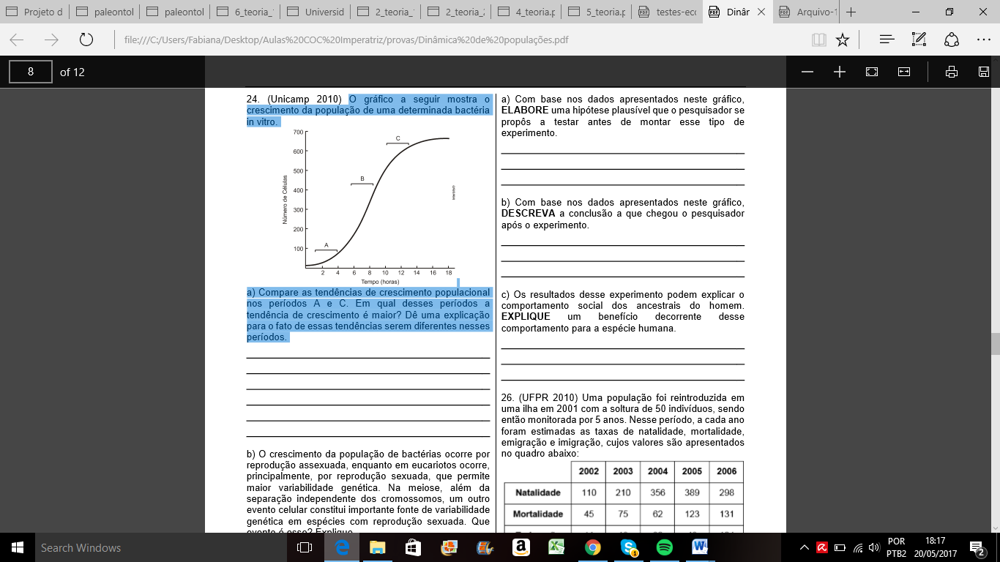 Projeto d
paleontol
paleontol
6_teoria_
Universid
2_teoria_
2_teoria_2
4_teoria.p
5_teoria.p
testes-eco
Dinâr
Arquivo-1
file:///C:/Users/Fabiana/Desktop/Aulas%20COC%20Imperatriz/provas/Dinâmica%20de%20populações.pdf
8 of 12
24. (Unicamp 2010) O gráfico a seguir mostra o
crescimento da população de uma determinada bactéria
in vitro.
700
600
500
400
300
200
100
Número de Células
A
B
C
2 4 6 8 10 12 14 16 18
Tempo (horas)
a) Compare as tendências de crescimento populacional
nos períodos A e C. Em qual desses períodos a
tendência de crescimento é maior? Dê uma explicação
para o fato de essas tendências serem diferentes nesses
períodos.
b) O crescimento da população de bactérias ocorre por
reprodução assexuada, enquanto em eucariotos ocorre,
principalmente, por reprodução sexuada, que permite
maior variabilidade genética. Na meiose, além da
separação independente dos cromossomos, um outro
evento celular constitui importante fonte de variabilidade
genética em espécies com reprodução sexuada. Que
evento é esse? Explique.
a) Com base nos dados apresentados neste gráfico,
ELABORE uma hipótese plausível que o pesquisador se
propôs a testar antes de montar esse tipo de
experimento.
b) Com base nos dados apresentados neste gráfico,
DESCREVA a conclusão a que chegou o pesquisador
após o experimento.
c) Os resultados desse experimento podem explicar o
comportamento social dos ancestrais do homem.
EXPLIQUE um benefício decorrente desse
comportamento para a espécie humana.
26. (UFPR 2010) Uma população foi reintroduzida em
uma ilha em 2001 com a soltura de 50 indivíduos, sendo
então monitorada por 5 anos. Nesse período, a cada ano
foram estimadas as taxas de natalidade, mortalidade,
emigração e imigração, cujos valores são apresentados
no quadro abaixo:
2002 2003 2004 2005 2006
Natalidade 110 210 356 389 298
Mortalidade 45 75 62 123 131
Search Windows
POR
PTB2
18:17
20/05/2017
2